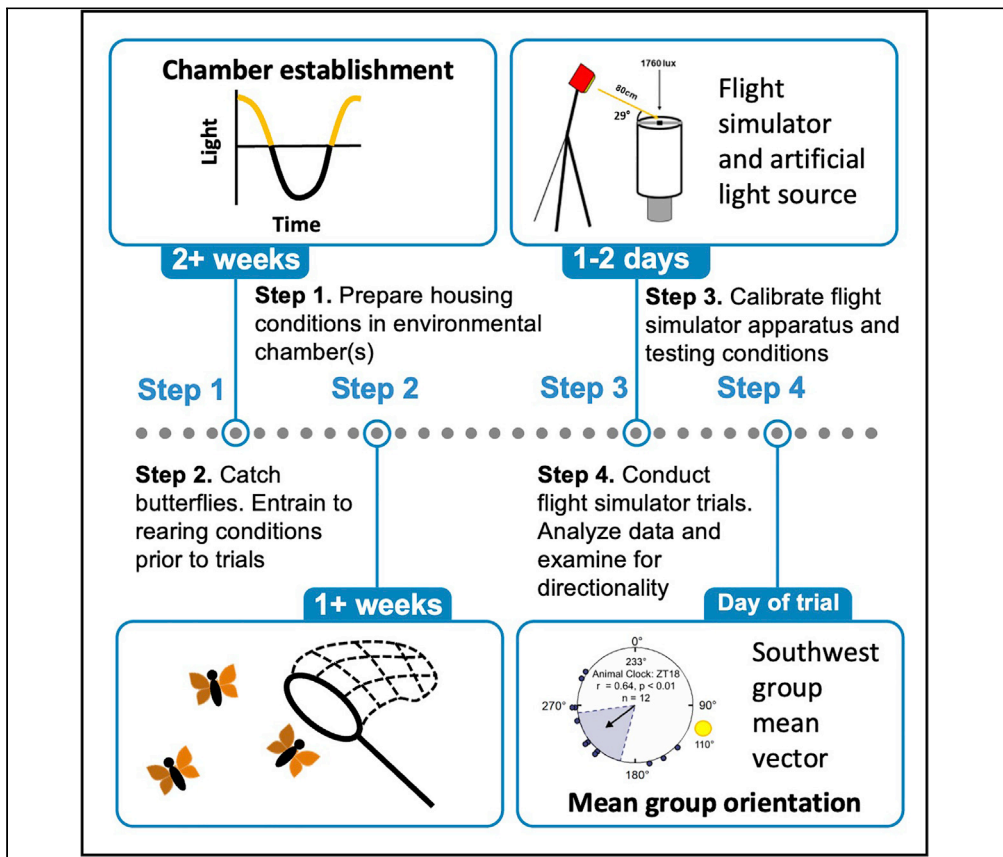 Chamber establishment
Light
Time
2+ weeks
1760 lux
80cm
29°
Flight
simulator
and artificial
light source
1-2 days
Step 1. Prepare housing
conditions in environmental
chamber(s)
Step 3. Calibrate flight
simulator apparatus and
testing conditions
Step 1
Step 2
Step 3
Step 4
Step 2. Catch
butterflies. Entrain to
rearing conditions
prior to trials
Step 4. Conduct
flight simulator trials.
Analyze data and
examine for
directionality
1+ weeks
Day of trial
0°
233°
Animal Clock: ZT18
r = 0.64, p < 0.01
n = 12
270°
90°
110°
180°
Southwest
group
mean
vector
Mean group orientation